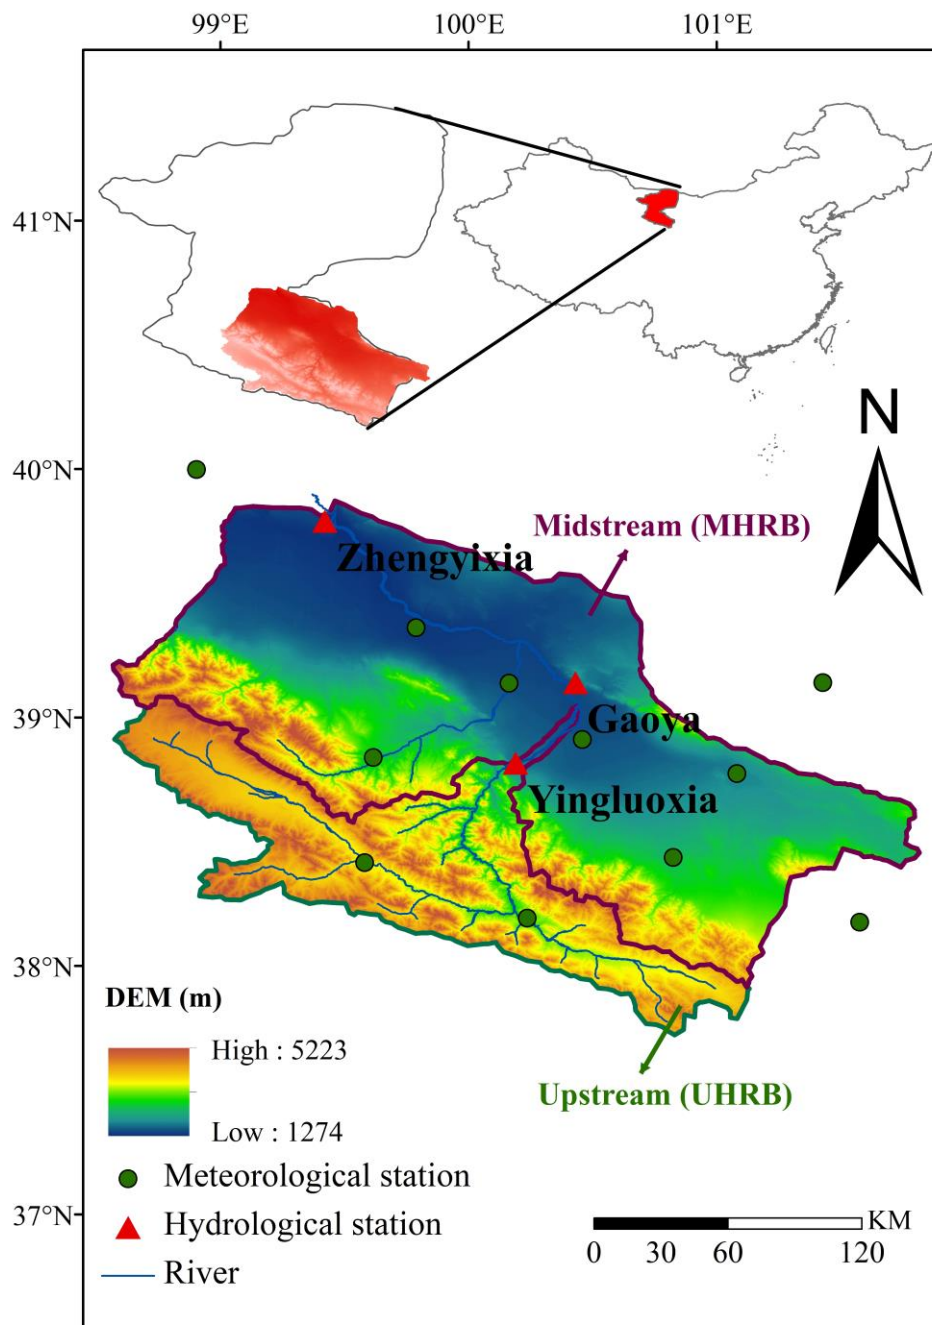 99°E 100°E 101°E
41°N
N
40°N
Midstream (MHRB)
Zhengyixia
39°N
Gaoya
Yingluoxia
38°N
DEM (m)
High : 5223
Low : 1274
Upstream (UHRB)
Meteorological station
37°N
Hydrological station
River
KM
0 30 60 120